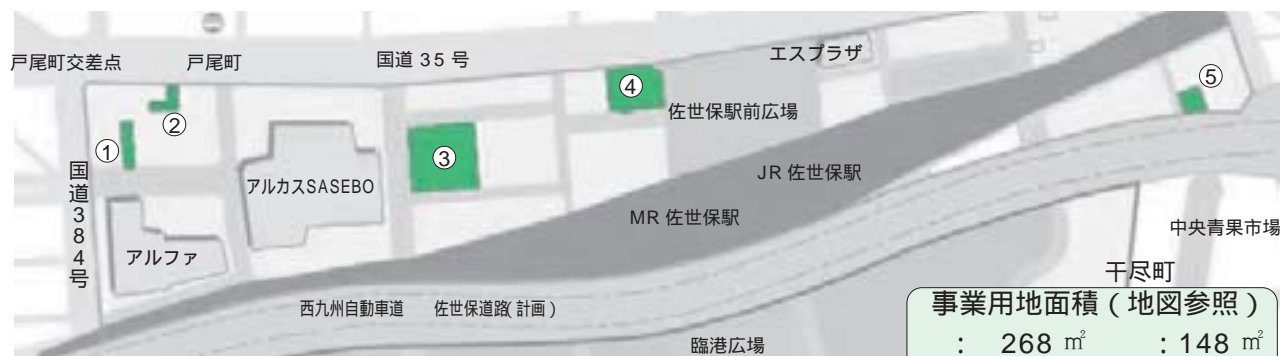 戸尾町交差点
戸尾町
国道35号
エスプラザ
①
②
③
④
⑤
佐世保駅前広場
国道384号
アルカスSASEBO
アルファ
JR 佐世保駅
MR 佐世保駅
中央青果市場
干尽町
西九州自動車道 佐世保道路(計画)
臨港広場
事業用地面積(地図参照)
: 268 ㎡ : 148 ㎡